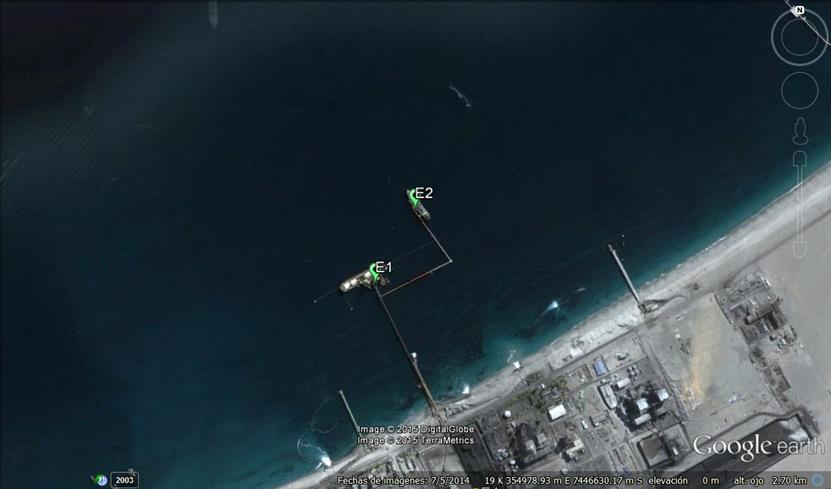 N
E2
E1
Image © 2015 DigitalGlobe
Image © 2015 TerraMetrics
Google earth
2003
Fechas de imágenes: 7/5/2014 19 K 354978.93 m E 7446630.17 m S elevación 0 m alt. ojo 2.70 km